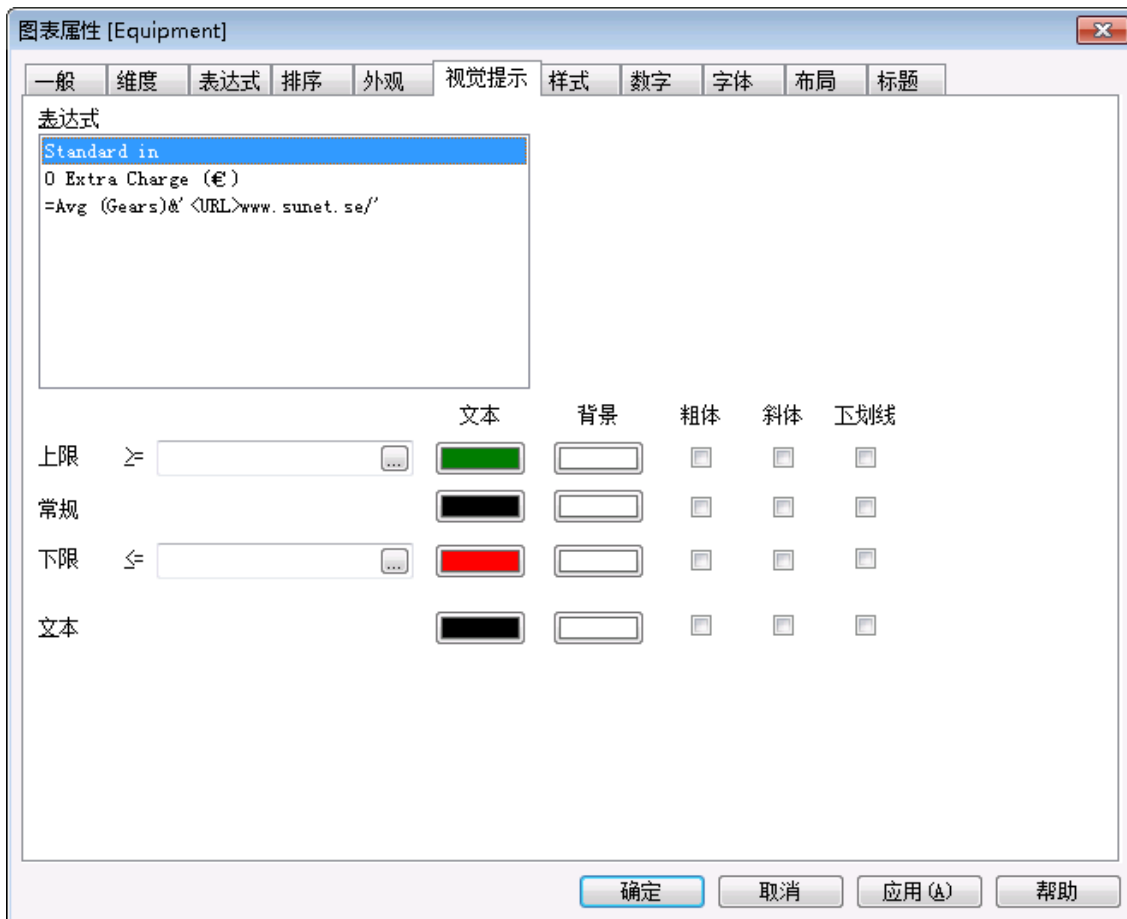 图表属性 [Equipment]
一般 维度 表达式 排序 外观 视觉提示 样式 数字 字体 布局 标题
表达式
Standard in
O Extra Charge (€)
=Avg (Gears)&'<URL>www.sunet.se/'
文本 背景 粗体 斜体 下划线
上限 >= ...
常规
下限 <= ...
文本
确定 取消 应用(A) 帮助